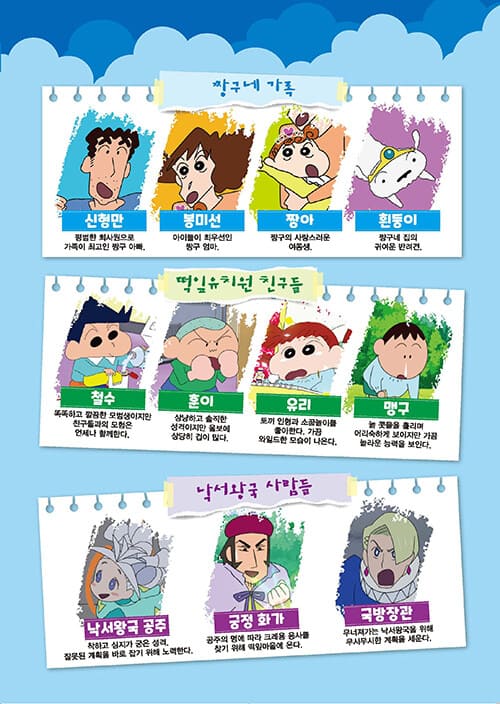 짱구네 가족
신형만
평범한 회사원으로
가족이 최고인 짱구 아빠.
봉미선
아이들이 최우선인
짱구 엄마.
짱아
짱구의 사랑스러운
여동생.
흰둥이
짱구네 집의
귀여운 반려견.
떡잎유치원 친구들
철수
똑똑하고 깔끔한 모범생이지만
친구들과의 모험은
언제나 함께한다.
훈이
상냥하고 솔직한
성격이지만 울보에
상당히 겁이 많다.
유리
토끼 인형과 소꿉놀이를
좋아한다. 가끔
와일드한 모습이 나온다.
맹구
늘 콧물을 흘리며
어리숙하게 보이지만 가끔
놀라운 능력을 보인다.
낙서왕국 사람들
낙서왕국 공주
착하고 심지가 굳은 성격.
잘못된 계획을 바로 잡기 위해 노력한다.
궁정 화가
공주의 명에 따라 크레용 용사를
찾기 위해 떡잎마을에 온다.
국방장관
무너져가는 낙서왕국을 위해
무시무시한 계획을 세운다.